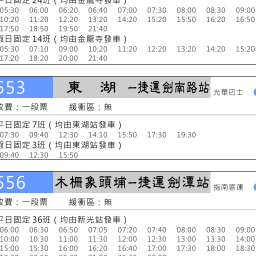 平日固定24班（均由金龍寺發車）
05:30 06:00 06:20 06:40 07:00 07:30 08:00 08:30 09:00
10:20 11:20 12:20 13:20 14:20 15:20 15:50 16:20 16:50
17:50 18:50 19:50 21:40
假日固定14班（均由金龍寺發車）
05:30 07:10 09:00 10:20 11:20 12:20 13:20 14:20 15:20
17:20 18:20 20:00 21:40
553 東 湖 --捷運劍南路站 光華巴士
收費：一段票 緩衝區：無
平日固定7班（均由東湖站發車）
07:30 09:40 12:30 14:10 15:50 17:30 19:30
假日固定3班（均由東湖站發車）
09:40 12:30 15:50
556 木柵象頭埔--捷運劍潭站 指南客運
收費：一段票 緩衝區：無
平日固定36班（均由新光站發車）
06:00 06:30 06:50 07:05 07:20 07:40 08:00 08:30 09:00
10:00 10:30 11:00 11:30 12:00 12:30 13:00 13:30 14:00
15:00 15:30 16:00 16:20 16:40 17:00 17:30 18:00 18:30